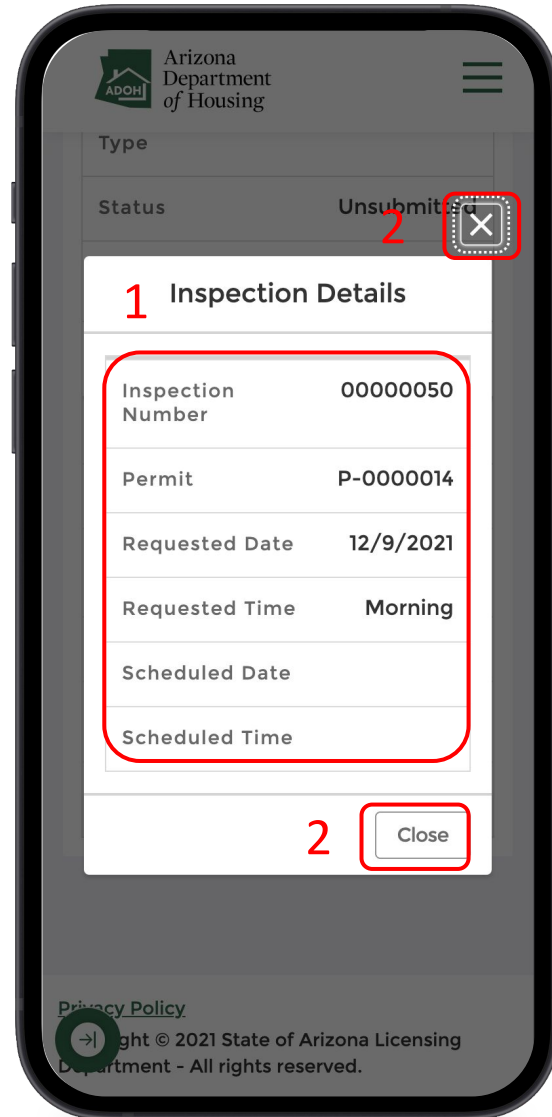 Arizona
Department
of Housing
ADOH
Type
Status Unsubmitted
2
1 Inspection Details
Inspection Number 00000050
Permit P-0000014
Requested Date 12/9/2021
Requested Time Morning
Scheduled Date
Scheduled Time
2 Close
Privacy Policy
ght © 2021 State of Arizona Licensing
artment - All rights reserved.